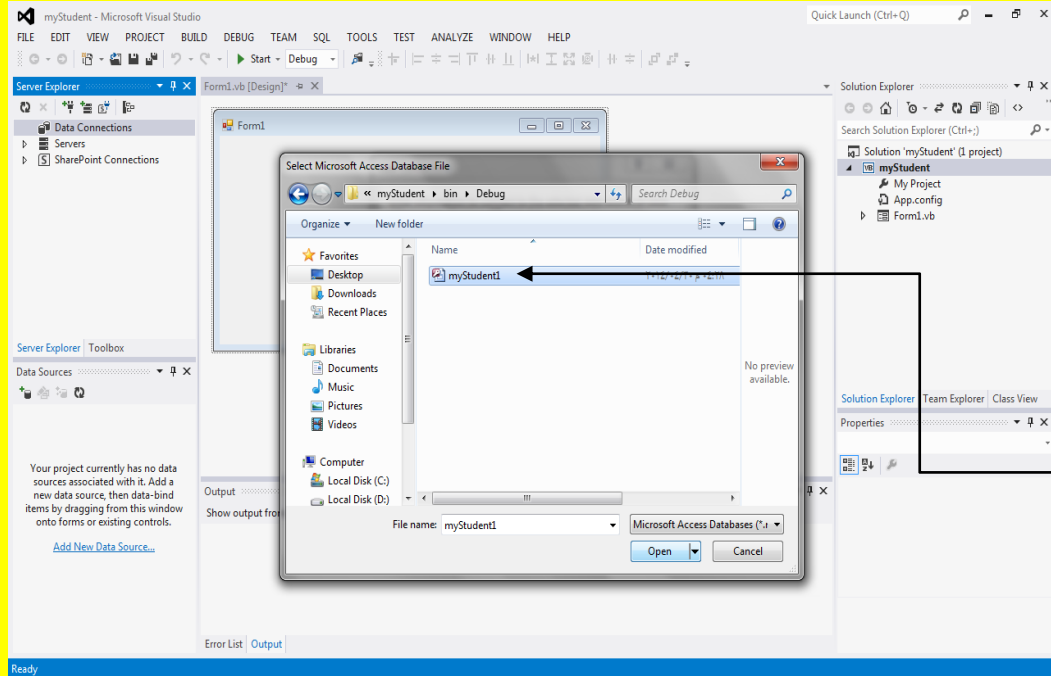 myStudent - Microsoft Visual Studio
Quick Launch (Ctrl+Q)
FILE EDIT VIEW PROJECT BUILD DEBUG TEAM SQL TOOLS TEST ANALYZE WINDOW HELP
Start Debug
Server Explorer
Data Connections
Servers
SharePoint Connections
Server Explorer Toolbox
Data Sources
Your project currently has no data
sources associated with it. Add a
new data source, then data-bind
items by dragging from this window
onto forms or existing controls.
Add New Data Source...
Form1.vb [Design]*
Form1
Select Microsoft Access Database File
« myStudent bin Debug
Search Debug
Organize New folder
Favorites
Desktop
Downloads
Recent Places
Libraries
Documents
Music
Pictures
Videos
Computer
Local Disk (C:)
Local Disk (D:)
Name Date modified
myStudent1
No preview
available.
File name: myStudent1
Microsoft Access Databases (*.
Open Cancel
Output
Show output from
Error List Output
Solution Explorer
Search Solution Explorer (Ctrl+;)
Solution 'myStudent' (1 project)
VB myStudent
My Project
App.config
Form1.vb
Solution Explorer Team Explorer Class View
Properties
Ready